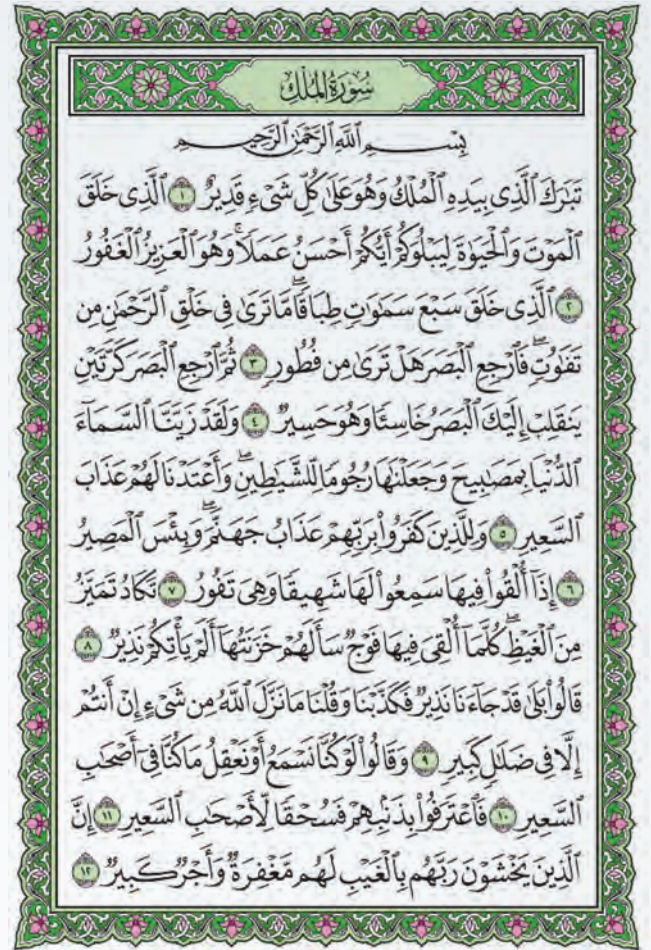 سُورَةُ المُلْكِ
بِسْمِ ٱللَّهِ ٱلرَّحْمَٰنِ ٱلرَّحِيمِ
تَبَٰرَكَ ٱلَّذِى بِيَدِهِ ٱلْمُلْكُ وَهُوَ عَلَىٰ كُلِّ شَىْءٍ قَدِيرٌ ١ ٱلَّذِى خَلَقَ
ٱلْمَوْتَ وَٱلْحَيَوٰةَ لِيَبْلُوَكُمْ أَيُّكُمْ أَحْسَنُ عَمَلًا ۚ وَهُوَ ٱلْعَزِيزُ ٱلْغَفُورُ
٢ ٱلَّذِى خَلَقَ سَبْعَ سَمَٰوَٰتٍ طِبَاقًا ۖ مَّا تَرَىٰ فِى خَلْقِ ٱلرَّحْمَٰنِ مِن
تَفَٰوُتٍ ۖ فَٱرْجِعِ ٱلْبَصَرَ هَلْ تَرَىٰ مِن فُطُورٍ ٣ ثُمَّ ٱرْجِعِ ٱلْبَصَرَ كَرَّتَيْنِ
يَنقَلِبْ إِلَيْكَ ٱلْبَصَرُ خَاسِئًا وَهُوَ حَسِيرٌ ٤ وَلَقَدْ زَيَّنَّا ٱلسَّمَآءَ
ٱلدُّنْيَا بِمَصَٰبِيحَ وَجَعَلْنَٰهَا رُجُومًا لِّلشَّيَٰطِينِ ۖ وَأَعْتَدْنَا لَهُمْ عَذَابَ
ٱلسَّعِيرِ ٥ وَلِلَّذِينَ كَفَرُوا۟ بِرَبِّهِمْ عَذَابُ جَهَنَّمَ ۖ وَبِئْسَ ٱلْمَصِيرُ
٦ إِذَآ أُلْقُوا۟ فِيهَا سَمِعُوا۟ لَهَا شَهِيقًا وَهِىَ تَفُورُ ٧ تَكَادُ تَمَيَّزُ
مِنَ ٱلْغَيْظِ ۖ كُلَّمَآ أُلْقِىَ فِيهَا فَوْجٌ سَأَلَهُمْ خَزَنَتُهَآ أَلَمْ يَأْتِكُمْ نَذِيرٌ ٨
قَالُوا۟ بَلَىٰ قَدْ جَآءَنَا نَذِيرٌ فَكَذَّبْنَا وَقُلْنَا مَا نَزَّلَ ٱللَّهُ مِن شَىْءٍ إِنْ أَنتُمْ
إِلَّا فِى ضَلَٰلٍ كَبِيرٍ ٩ وَقَالُوا۟ لَوْ كُنَّا نَسْمَعُ أَوْ نَعْقِلُ مَا كُنَّا فِىٓ أَصْحَٰبِ
ٱلسَّعِيرِ ١٠ فَٱعْتَرَفُوا۟ بِذَنۢبِهِمْ فَسُحْقًا لِّأَصْحَٰبِ ٱلسَّعِيرِ ١١ إِنَّ
ٱلَّذِينَ يَخْشَوْنَ رَبَّهُم بِٱلْغَيْبِ لَهُم مَّغْفِرَةٌ وَأَجْرٌ كَبِيرٌ ١٢